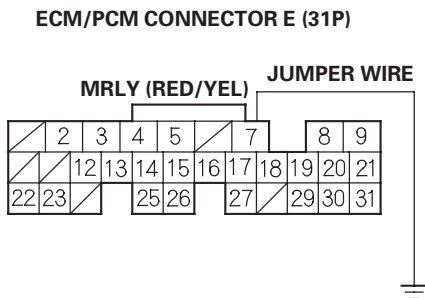 ECM/PCM CONNECTOR E (31P)
JUMPER WIRE
MRLY (RED/YEL)
2 3 4 5 7 8 9
12 13 14 15 16 17 18 19 20 21
22 23 25 26 27 29 30 31